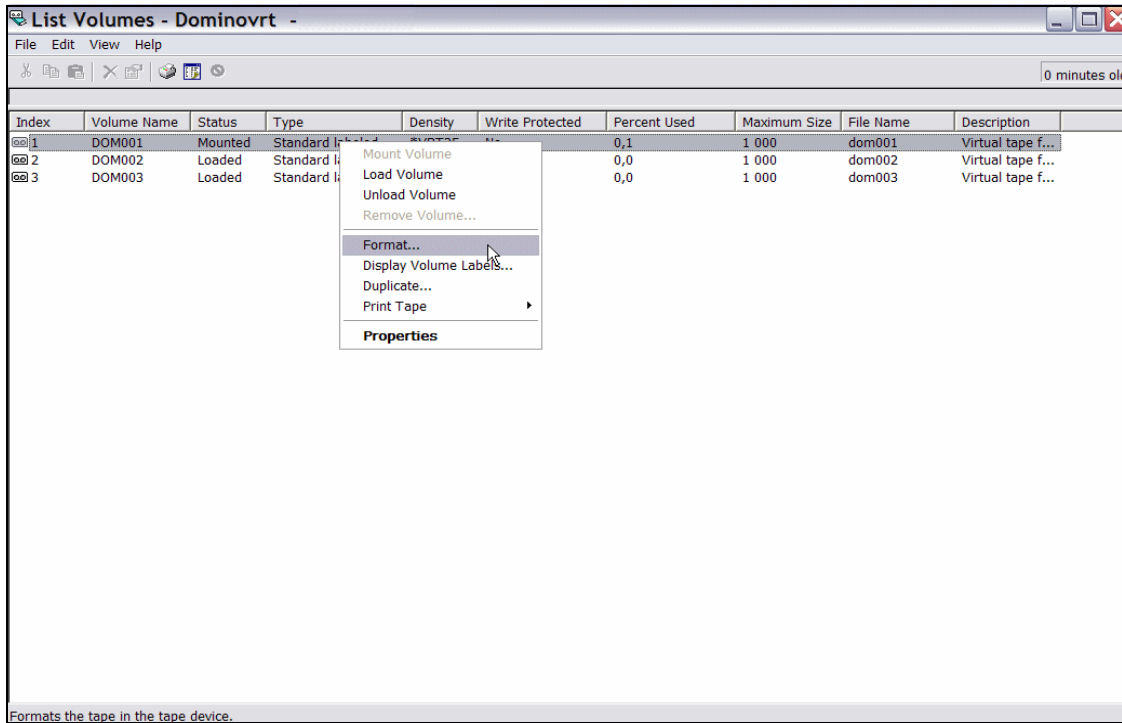 List Volumes - Dominovrt -
File Edit View Help
0 minutes old
Index Volume Name Status Type Density Write Protected Percent Used Maximum Size File Name Description
1 DOM001 Mounted Standard labeled *VRT256 No 0,1 1 000 dom001 Virtual tape f...
2 DOM002 Loaded Standard 0,0 1 000 dom002 Virtual tape f...
3 DOM003 Loaded Standard 0,0 1 000 dom003 Virtual tape f...
Mount Volume
Load Volume
Unload Volume
Remove Volume...
Format...
Display Volume Labels...
Duplicate...
Print Tape
Properties
Formats the tape in the tape device.